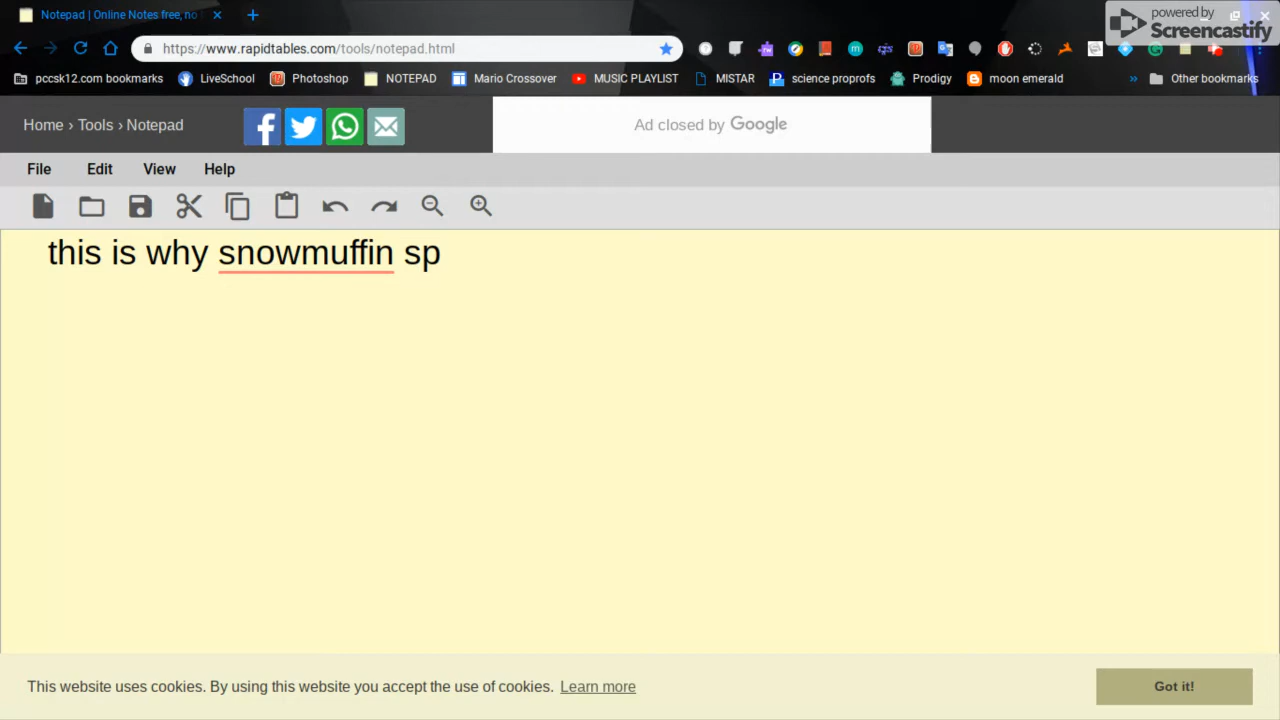 Notepad | Online Notes free, no
powered by
Screencastify
https://www.rapidtables.com/tools/notepad.html
pccsk12.com bookmarks LiveSchool Photoshop NOTEPAD Mario Crossover MUSIC PLAYLIST MISTAR science proprofs Prodigy moon emerald » Other bookmarks
Home › Tools › Notepad
Ad closed by Google
File Edit View Help
this is why snowmuffin sp
This website uses cookies. By using this website you accept the use of cookies. Learn more
Got it!